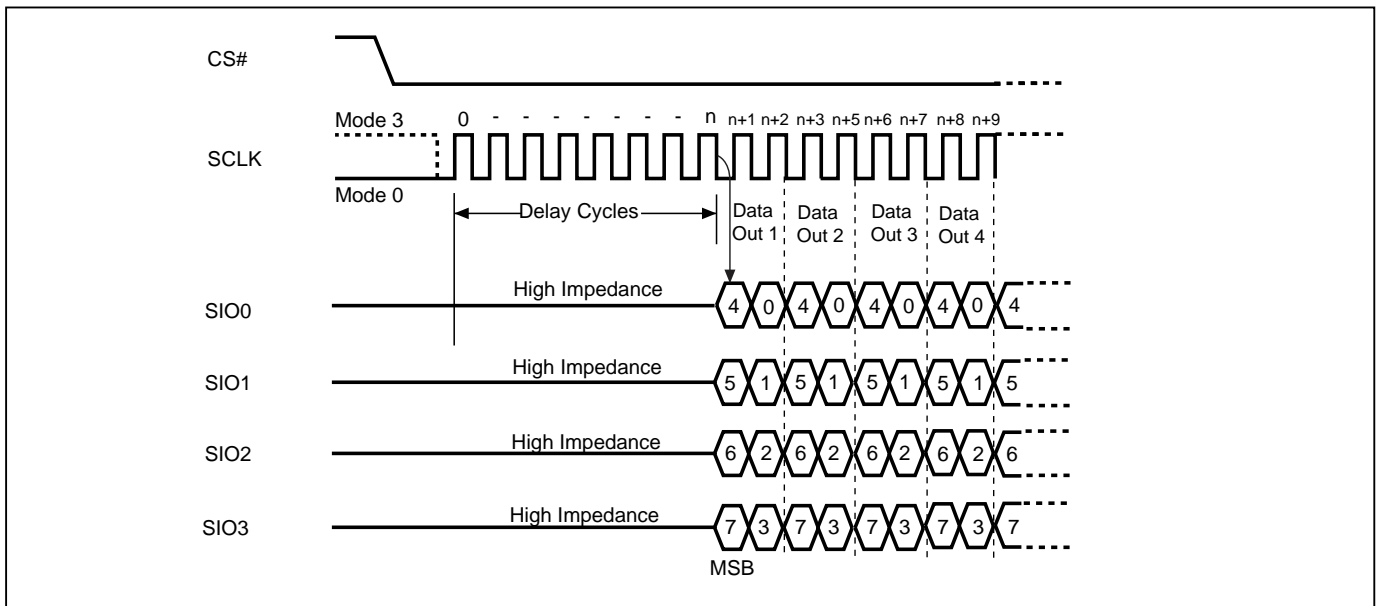 CS#
Mode 3
0 - - - - - - n n+1 n+2 n+3 n+5 n+6 n+7 n+8 n+9
SCLK
Mode 0
Delay Cycles
Data Out 1
Data Out 2
Data Out 3
Data Out 4
SIO0 High Impedance 4 0 4 0 4 0 4 0 4
SIO1 High Impedance 5 1 5 1 5 1 5 1 5
SIO2 High Impedance 6 2 6 2 6 2 6 2 6
SIO3 High Impedance 7 3 7 3 7 3 7 3 7
MSB